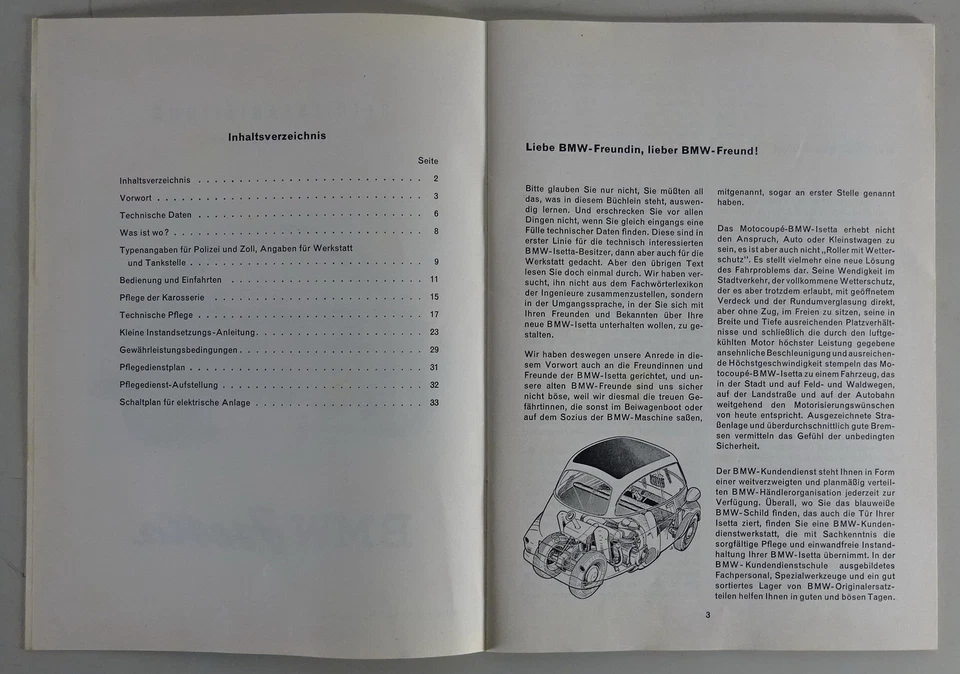 Inhaltsverzeichnis
Seite
Inhaltsverzeichnis . . . . . . . . . . . . . . . . . . . . . . . . . . . 2
Vorwort . . . . . . . . . . . . . . . . . . . . . . . . . . . . . . . . 3
Technische Daten . . . . . . . . . . . . . . . . . . . . . . . . . . . 6
Was ist wo? . . . . . . . . . . . . . . . . . . . . . . . . . . . . . . 8
Typenangaben für Polizei und Zoll, Angaben für Werkstatt
und Tankstelle . . . . . . . . . . . . . . . . . . . . . . . . . . . . 9
Bedienung und Einfahrten . . . . . . . . . . . . . . . . . . . . . . . 11
Pflege der Karosserie . . . . . . . . . . . . . . . . . . . . . . . . . 15
Technische Pflege . . . . . . . . . . . . . . . . . . . . . . . . . . . 17
Kleine Instandsetzungs-Anleitung . . . . . . . . . . . . . . . . . . . . 23
Gewährleistungsbedingungen . . . . . . . . . . . . . . . . . . . . . . 29
Pflegedienstplan . . . . . . . . . . . . . . . . . . . . . . . . . . . . 31
Pflegedienst-Aufstellung . . . . . . . . . . . . . . . . . . . . . . . . 32
Schaltplan für elektrische Anlage . . . . . . . . . . . . . . . . . . . . 33
Liebe BMW-Freundin, lieber BMW-Freund!
Bitte glauben Sie nur nicht, Sie müßten all
das, was in diesem Büchlein steht, auswen-
dig lernen. Und erschrecken Sie vor allen
Dingen nicht, wenn Sie gleich eingangs eine
Fülle technischer Daten finden. Diese sind in
erster Linie für die technisch interessierten
BMW-Isetta-Besitzer, dann aber auch für die
Werkstatt gedacht. Aber den übrigen Text
lesen Sie doch einmal durch. Wir haben ver-
sucht, ihn nicht aus dem Fachwörterlexikon
der Ingenieure zusammenzustellen, sondern
in der Umgangssprache, in der Sie sich mit
Ihren Freunden und Bekannten über Ihre
neue BMW-Isetta unterhalten wollen, zu ge-
stalten.
Wir haben deswegen unsere Anrede in die-
sem Vorwort auch an die Freundinnen und
Freunde der BMW-Isetta gerichtet, und un-
sere alten BMW-Freunde sind uns sicher
nicht böse, weil wir diesmal die treuen Ge-
fährtinnen, die sonst im Beiwagenboot oder
auf dem Sozius der BMW-Maschine saßen,
mitgenannt, sogar an erster Stelle genannt
haben.
Das Motocoupé-BMW-Isetta erhebt nicht
den Anspruch, Auto oder Kleinstwagen zu
sein, es ist aber auch nicht „Roller mit Wetter-
schutz". Es stellt vielmehr eine neue Lösung
des Fahrproblems dar. Seine Wendigkeit im
Stadtverkehr, der vollkommene Wetterschutz,
der es aber trotzdem erlaubt, mit geöffnetem
Verdeck und der Rundumverglasung direkt,
aber ohne Zug, im Freien zu sitzen, seine in
Breite und Tiefe ausreichenden Platzverhält-
nisse und schließlich die durch den luftge-
kühlten Motor höchster Leistung gegebene
ansehnliche Beschleunigung und ausreichen-
de Höchstgeschwindigkeit stempeln das Mo-
tocoupé-BMW-Isetta zu einem Fahrzeug, das
in der Stadt und auf Feld- und Waldwegen,
auf der Landstraße und auf der Autobahn
weitgehend den Motorisierungswünschen
von heute entspricht. Ausgezeichnete Stra-
ßenlage und überdurchschnittlich gute Brem-
sen vermitteln das Gefühl der unbedingten
Sicherheit.
Der BMW-Kundendienst steht Ihnen in Form
einer weitverzweigten und planmäßig verteil-
ten BMW-Händlerorganisation jederzeit zur
Verfügung. Überall, wo Sie das blauweiße
BMW-Schild finden, das auch die Tür Ihrer
Isetta ziert, finden Sie eine BMW-Kunden-
dienstwerkstatt, die mit Sachkenntnis die
sorgfältige Pflege und einwandfreie Instand-
haltung Ihrer BMW-Isetta übernimmt. In der
BMW-Kundendienstschule ausgebildetes
Fachpersonal, Spezialwerkzeuge und ein gut
sortiertes Lager von BMW-Originalersatz-
teilen helfen Ihnen in guten und bösen Tagen.
3